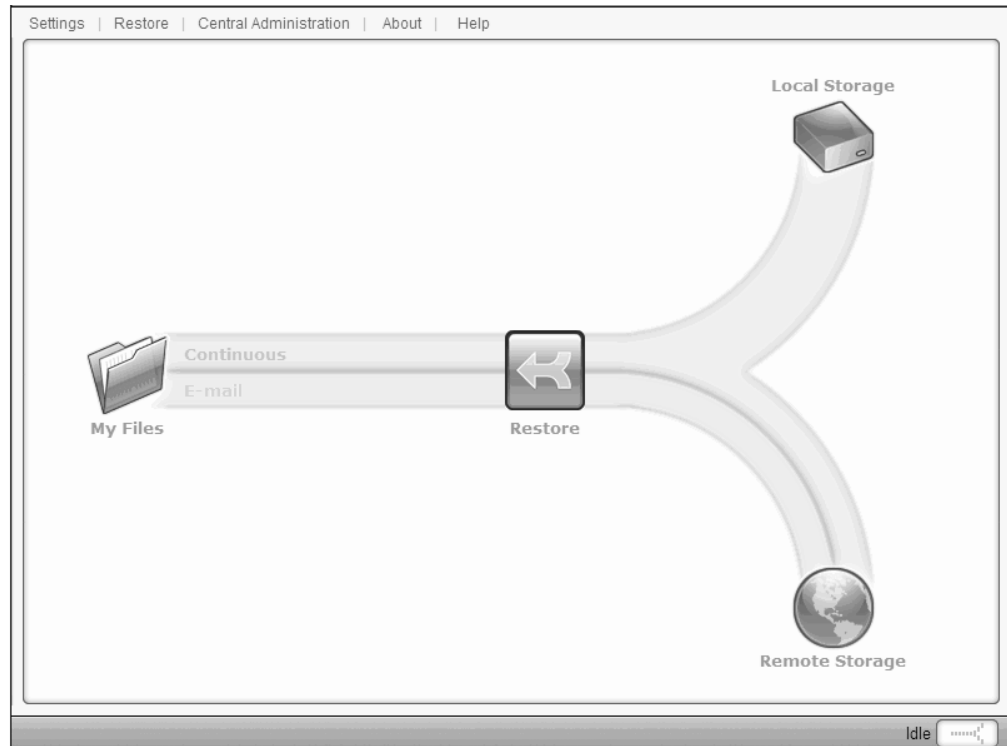 Settings | Restore | Central Administration | About | Help
Local Storage
Continuous
E-mail
My Files
Restore
Remote Storage
Idle